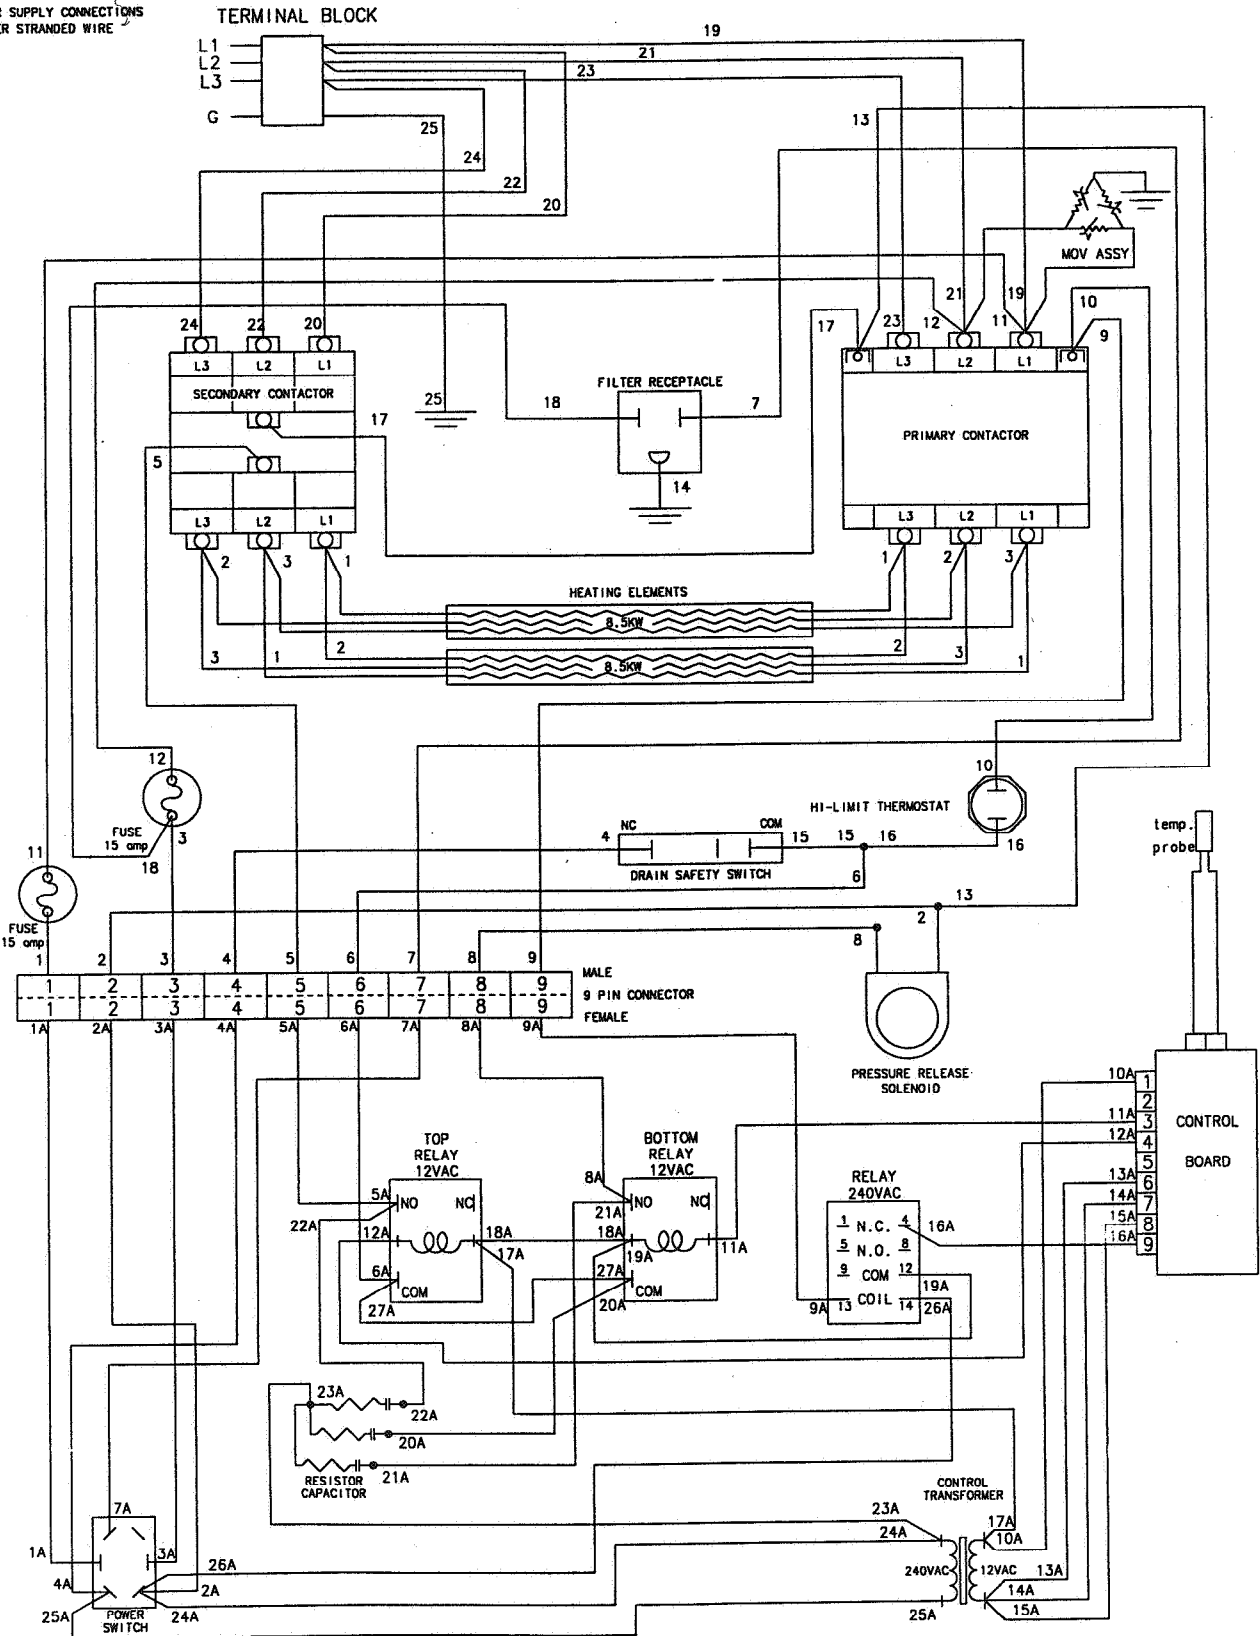 SUPPLY CONNECTIONS
STRANDED WIRE
TERMINAL BLOCK
L1
L2
L3
G
19
21
23
25
24
22
20
13
MOV ASSY
24
22
20
L3 L2 L1
SECONDARY CONTACTOR
17
5
L3 L2 L1
2 3 1
25
FILTER RECEPTACLE
18
7
14
17
23
12
21
11
19
10
9
L3 L2 L1
PRIMARY CONTACTOR
L3 L2 L1
1 2 3
HEATING ELEMENTS
8.5KW
8.5KW
3 1 2
2 3 1
12
FUSE
15 amp
3
18
11
FUSE
15 amp
10
HI-LIMIT THERMOSTAT
16
4
NC
COM
15
15
16
DRAIN SAFETY SWITCH
6
13
2
8
temp.
probe
1 2 3 4 5 6 7 8 9
MALE
1 2 3 4 5 6 7 8 9
9 PIN CONNECTOR
1 2 3 4 5 6 7 8 9
FEMALE
1A 2A 3A 4A 5A 6A 7A 8A 9A
PRESSURE RELEASE
SOLENOID
10A
11A
12A
13A
14A
15A
16A
1
2
3
4
5
6
7
8
9
CONTROL
BOARD
TOP
RELAY
12VAC
5A
NO
NC
22A
12A
18A
17A
6A
COM
27A
BOTTOM
RELAY
12VAC
8A
NO
NC
21A
18A
19A
11A
27A
COM
20A
RELAY
240VAC
1 N.C. 4
16A
5 N.O. 8
9 COM 12
19A
9A
13 COIL 14
26A
23A
22A
20A
21A
RESISTOR
CAPACITOR
7A
1A
3A
4A
26A
2A
25A
24A
POWER
SWITCH
CONTROL
TRANSFORMER
23A
24A
17A
10A
240VAC
12VAC
13A
14A
15A
25A